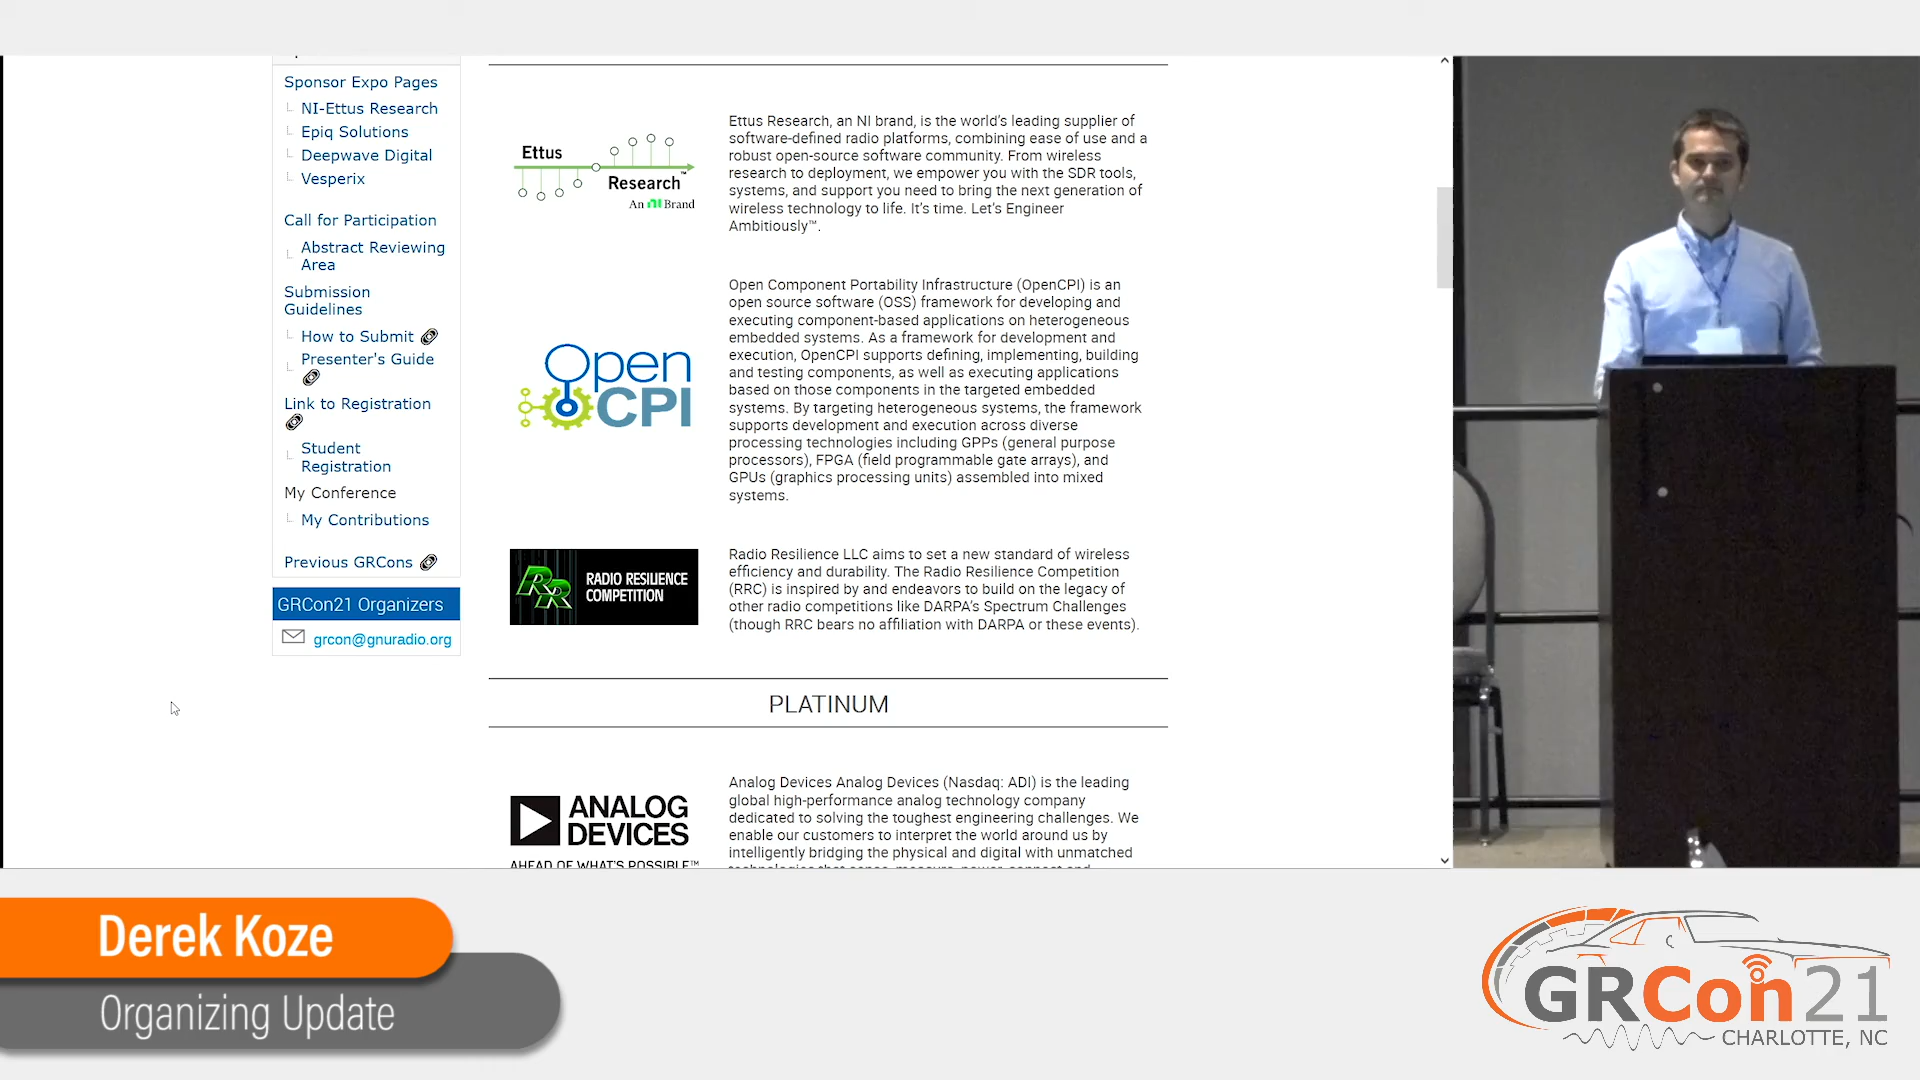 Sponsor Expo Pages
NI-Ettus Research
Epiq Solutions
Deepwave Digital
Vesperix
Call for Participation
Abstract Reviewing
Area
Submission
Guidelines
How to Submit
Presenter's Guide
Link to Registration
Student
Registration
My Conference
My Contributions
Previous GRCons
GRCon21 Organizers
grcon@gnuradio.org
Ettus
Research™
An NI Brand
Ettus Research, an NI brand, is the world's leading supplier of
software-defined radio platforms, combining ease of use and a
robust open-source software community. From wireless
research to deployment, we empower you with the SDR tools,
systems, and support you need to bring the next generation of
wireless technology to life. It's time. Let's Engineer
Ambitiously™.
Open
CPI
Open Component Portability Infrastructure (OpenCPI) is an
open source software (OSS) framework for developing and
executing component-based applications on heterogeneous
embedded systems. As a framework for development and
execution, OpenCPI supports defining, implementing, building
and testing components, as well as executing applications
based on those components in the targeted embedded
systems. By targeting heterogeneous systems, the framework
supports development and execution across diverse
processing technologies including GPPs (general purpose
processors), FPGA (field programmable gate arrays), and
GPUs (graphics processing units) assembled into mixed
systems.
RR RADIO RESILIENCE
COMPETITION
Radio Resilience LLC aims to set a new standard of wireless
efficiency and durability. The Radio Resilience Competition
(RRC) is inspired by and endeavors to build on the legacy of
other radio competitions like DARPA's Spectrum Challenges
(though RRC bears no affiliation with DARPA or these events).
PLATINUM
ANALOG
DEVICES
AHEAD OF WHAT'S POSSIBLE™
Analog Devices Analog Devices (Nasdaq: ADI) is the leading
global high-performance analog technology company
dedicated to solving the toughest engineering challenges. We
enable our customers to interpret the world around us by
intelligently bridging the physical and digital with unmatched
Derek Koze
Organizing Update
GRCon21
CHARLOTTE, NC